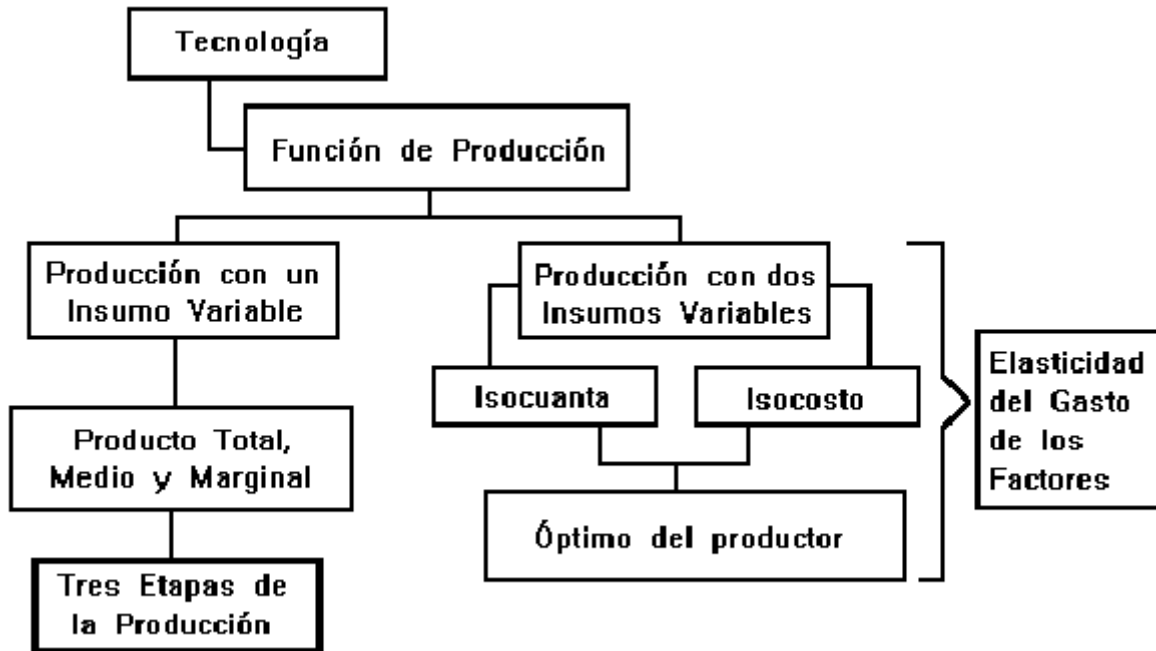 Tecnología
Función de Producción
Producción con un
Insumo Variable
Producción con dos
Insumos Variables
Isocuanta
Isocosto
Elasticidad
del Gasto
de los
Factores
Producto Total,
Medio y Marginal
Óptimo del productor
Tres Etapas de
la Producción